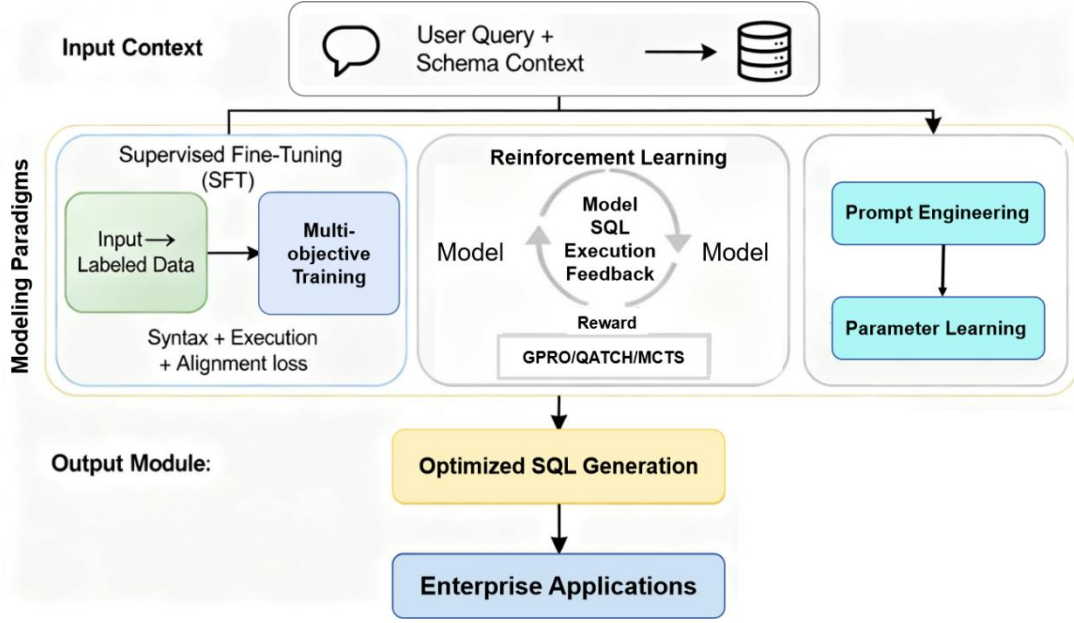 Input Context
User Query +
Schema Context
Modeling Paradigms
Supervised Fine-Tuning
(SFT)
Input →
Labeled Data
Multi-
objective
Training
Syntax + Execution
+ Alignment loss
Reinforcement Learning
Model
Model
SQL
Execution
Feedback
Model
Reward
GPRO/QATCH/MCTS
Prompt Engineering
Parameter Learning
Output Module:
Optimized SQL Generation
Enterprise Applications